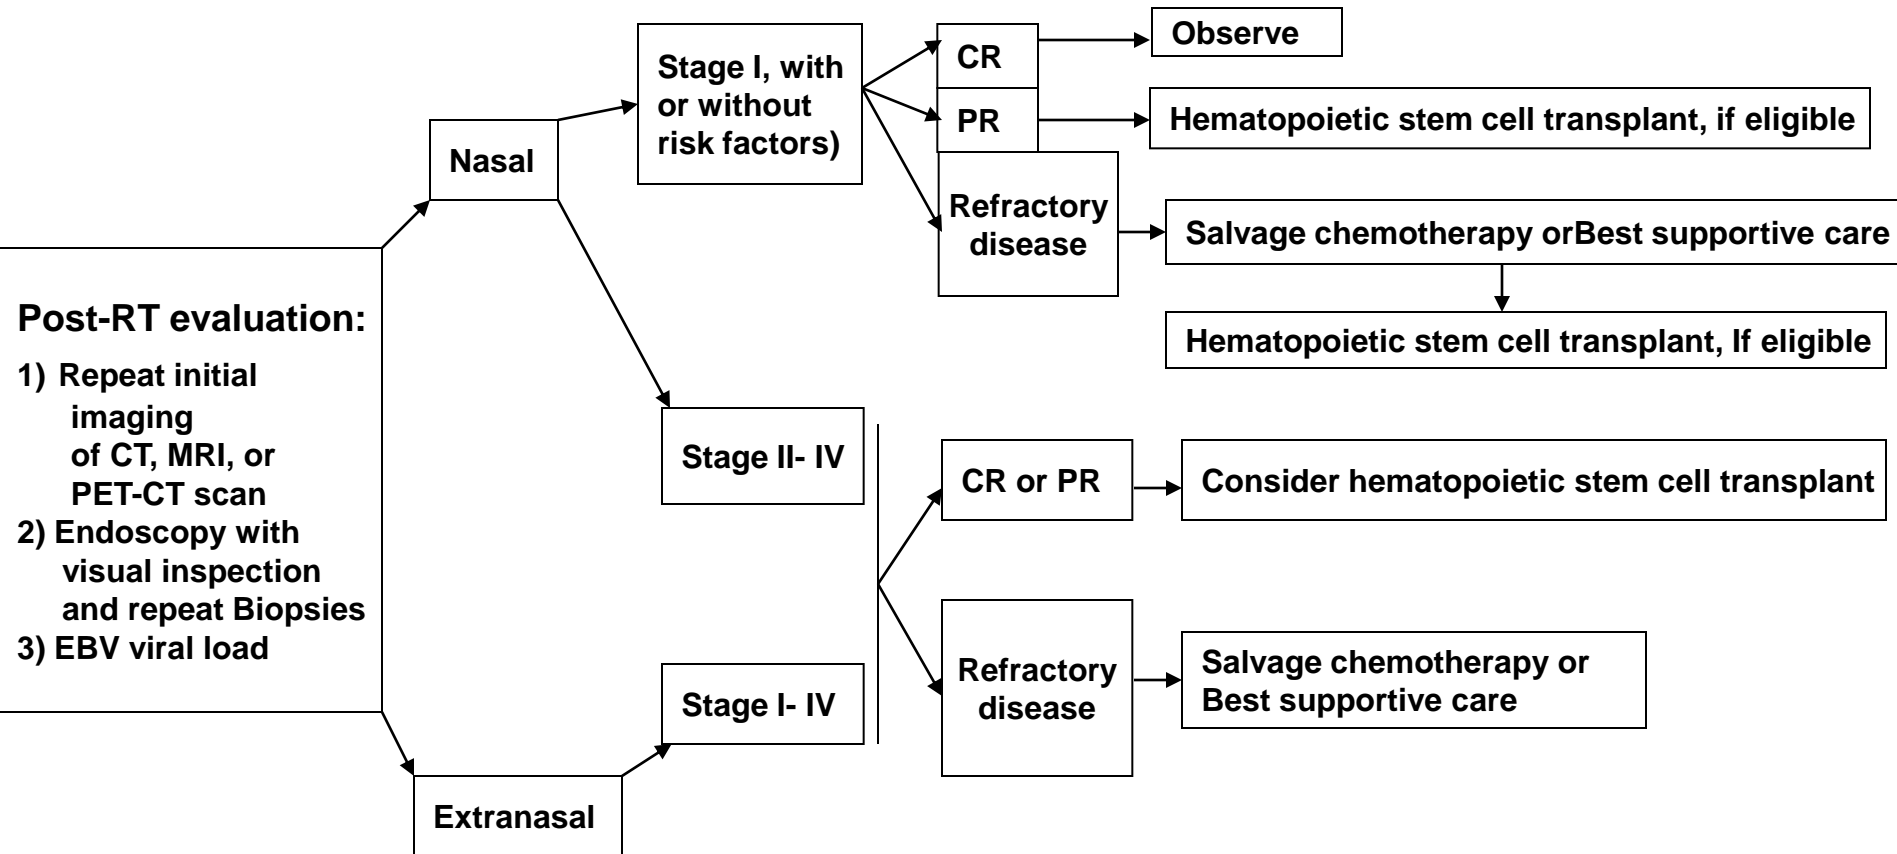 Post-RT evaluation:
1) Repeat initial
imaging
of CT, MRI, or
PET-CT scan
2) Endoscopy with
visual inspection
and repeat Biopsies
3) EBV viral load
Nasal
Extranasal
Stage I, with
or without
risk factors)
CR
Observe
PR
Hematopoietic stem cell transplant, if eligible
Refractory
disease
Salvage chemotherapy orBest supportive care
Hematopoietic stem cell transplant, If eligible
Stage II- IV
Stage I- IV
CR or PR
Consider hematopoietic stem cell transplant
Refractory
disease
Salvage chemotherapy or
Best supportive care